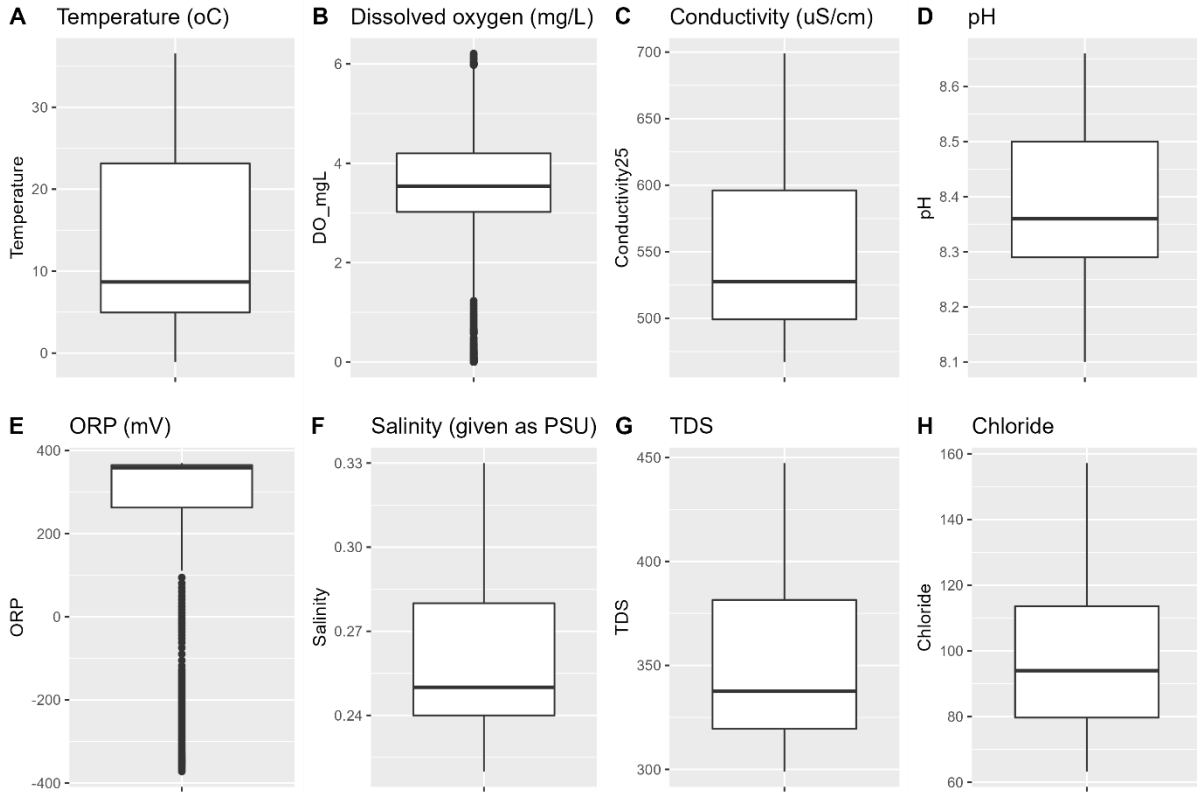 A Temperature (oC)
30
20
10
0
Temperature
B Dissolved oxygen (mg/L)
6
4
2
0
DO_mgL
C Conductivity (uS/cm)
700
650
600
550
500
Conductivity25
D pH
8.6
8.5
8.4
8.3
8.2
8.1
pH
E ORP (mV)
400
200
0
-200
-400
ORP
F Salinity (given as PSU)
0.33
0.30
0.27
0.24
Salinity
G TDS
450
400
350
300
TDS
H Chloride
160
140
120
100
80
60
Chloride